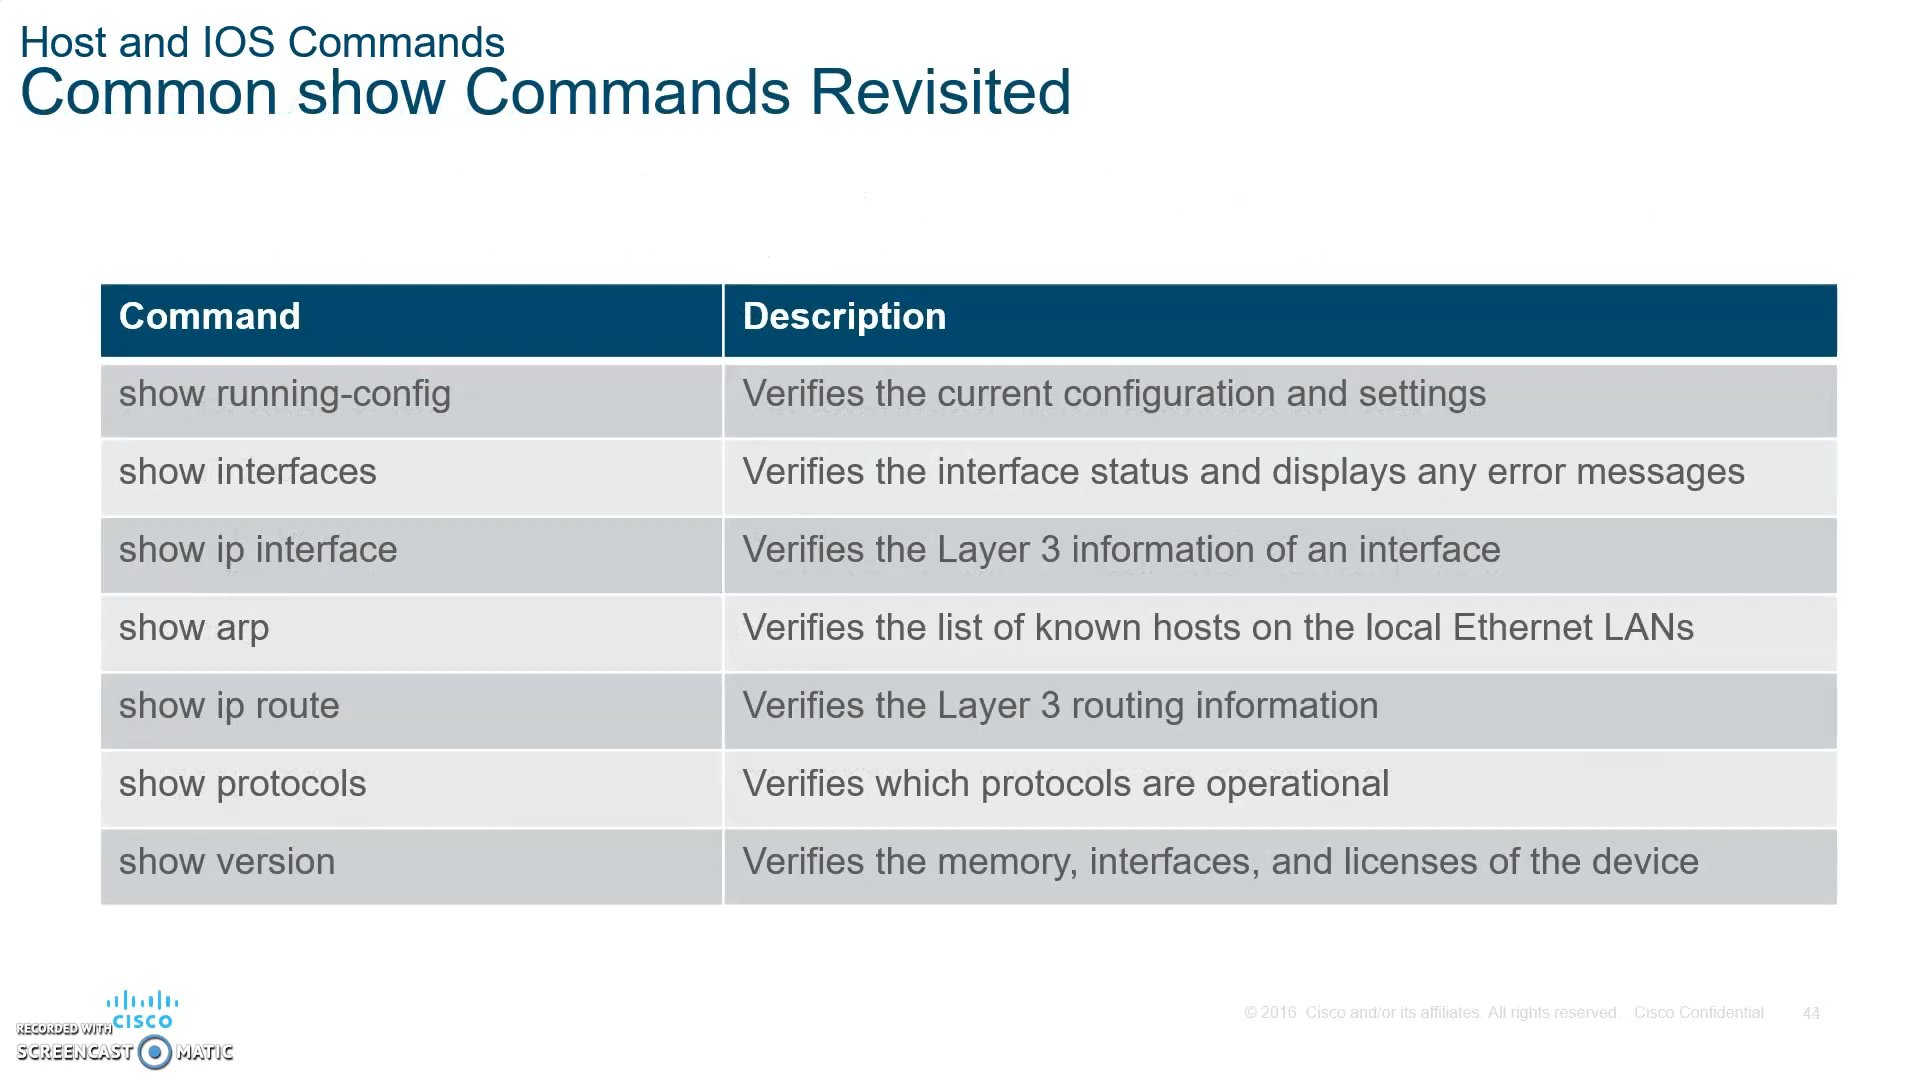 Host and IOS Commands
Common show Commands Revisited
Command Description
show running-config Verifies the current configuration and settings
show interfaces Verifies the interface status and displays any error messages
show ip interface Verifies the Layer 3 information of an interface
show arp Verifies the list of known hosts on the local Ethernet LANs
show ip route Verifies the Layer 3 routing information
show protocols Verifies which protocols are operational
show version Verifies the memory, interfaces, and licenses of the device
CISCO
© 2016 Cisco and/or its affiliates. All rights reserved. Cisco Confidential
RECORDED WITH
SCREENCAST MATIC